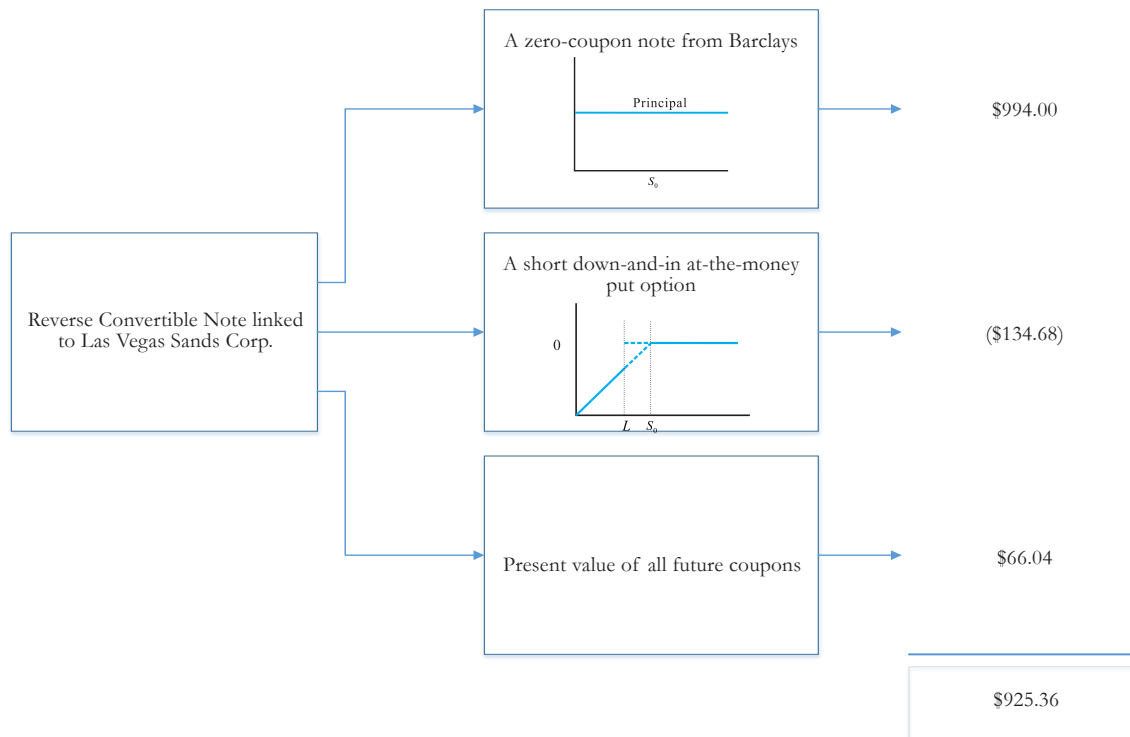 A zero-coupon note from Barclays
Principal
S₀
$994.00
Reverse Convertible Note linked
to Las Vegas Sands Corp.
A short down-and-in at-the-money
put option
0
L S₀
($134.68)
Present value of all future coupons
$66.04
$925.36